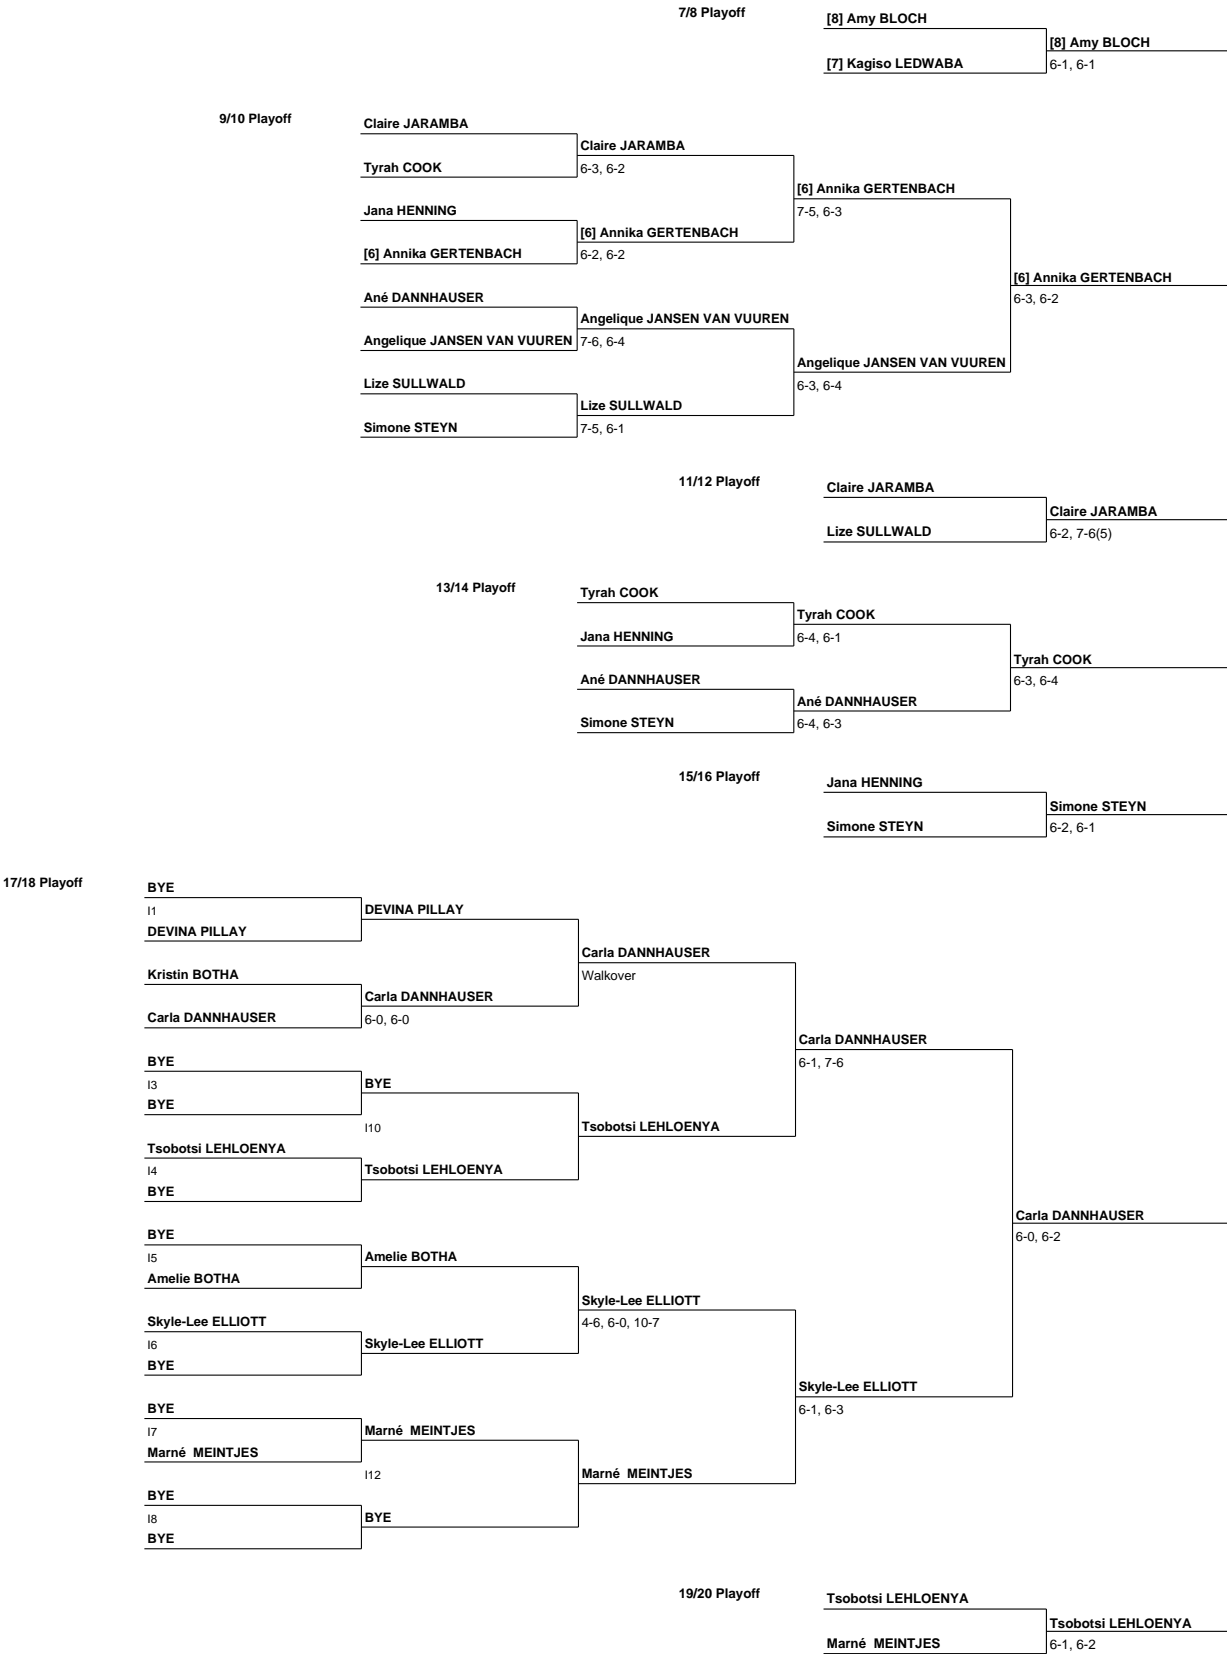 7/8 Playoff
[8] Amy BLOCH
[8] Amy BLOCH
[7] Kagiso LEDWABA
6-1, 6-1
9/10 Playoff
Claire JARAMBA
Claire JARAMBA
Tyrah COOK
6-3, 6-2
[6] Annika GERTENBACH
Jana HENNING
7-5, 6-3
[6] Annika GERTENBACH
[6] Annika GERTENBACH
6-2, 6-2
[6] Annika GERTENBACH
Ané DANNHAUSER
6-3, 6-2
Angelique JANSEN VAN VUUREN
Angelique JANSEN VAN VUUREN
7-6, 6-4
Angelique JANSEN VAN VUUREN
Lize SULLWALD
6-3, 6-4
Lize SULLWALD
Simone STEYN
7-5, 6-1
11/12 Playoff
Claire JARAMBA
Claire JARAMBA
Lize SULLWALD
6-2, 7-6(5)
13/14 Playoff
Tyrah COOK
Tyrah COOK
Jana HENNING
6-4, 6-1
Tyrah COOK
Ané DANNHAUSER
6-3, 6-4
Ané DANNHAUSER
Simone STEYN
6-4, 6-3
15/16 Playoff
Jana HENNING
Simone STEYN
Simone STEYN
6-2, 6-1
17/18 Playoff
BYE
I1
DEVINA PILLAY
DEVINA PILLAY
Carla DANNHAUSER
Kristin BOTHA
Walkover
Carla DANNHAUSER
Carla DANNHAUSER
6-0, 6-0
Carla DANNHAUSER
BYE
6-1, 7-6
I3
BYE
BYE
I10
Tsobotsi LEHLOENYA
Tsobotsi LEHLOENYA
I4
Tsobotsi LEHLOENYA
BYE
Carla DANNHAUSER
BYE
6-0, 6-2
I5
Amelie BOTHA
Amelie BOTHA
Skyle-Lee ELLIOTT
Skyle-Lee ELLIOTT
4-6, 6-0, 10-7
I6
Skyle-Lee ELLIOTT
BYE
Skyle-Lee ELLIOTT
BYE
6-1, 6-3
I7
Marné MEINTJES
Marné MEINTJES
I12
Marné MEINTJES
BYE
I8
BYE
BYE
19/20 Playoff
Tsobotsi LEHLOENYA
Tsobotsi LEHLOENYA
Marné MEINTJES
6-1, 6-2